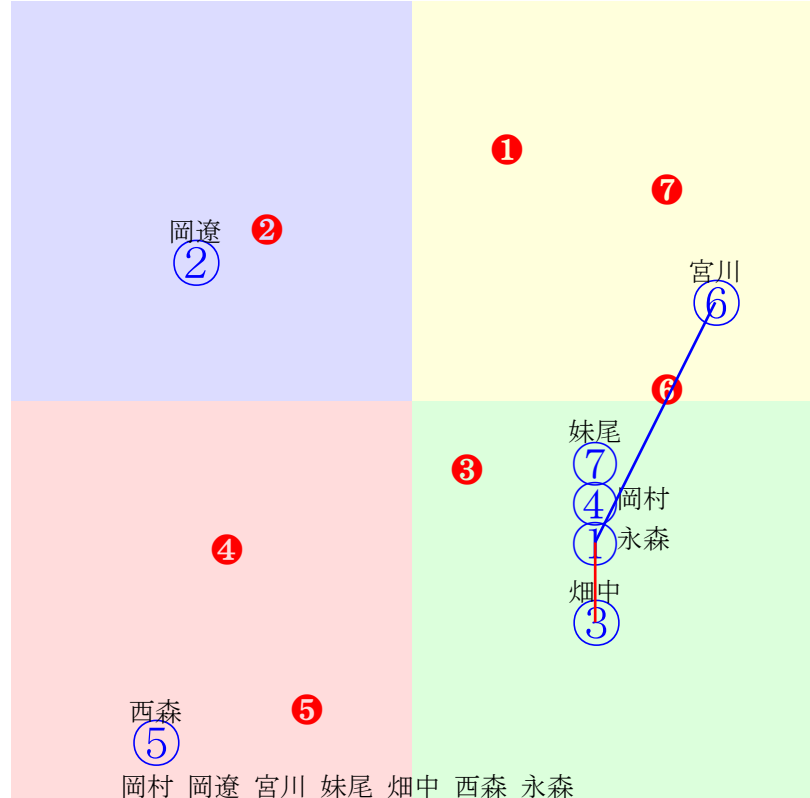 ❶
❼
岡遼
❷
②
宮川
⑥
❻
妹尾
⑦
❸
④岡村
①永森
❹
畑中
③
西森
❺
⑤
岡村 岡遼 宮川 妹尾 畑中 西森 永森